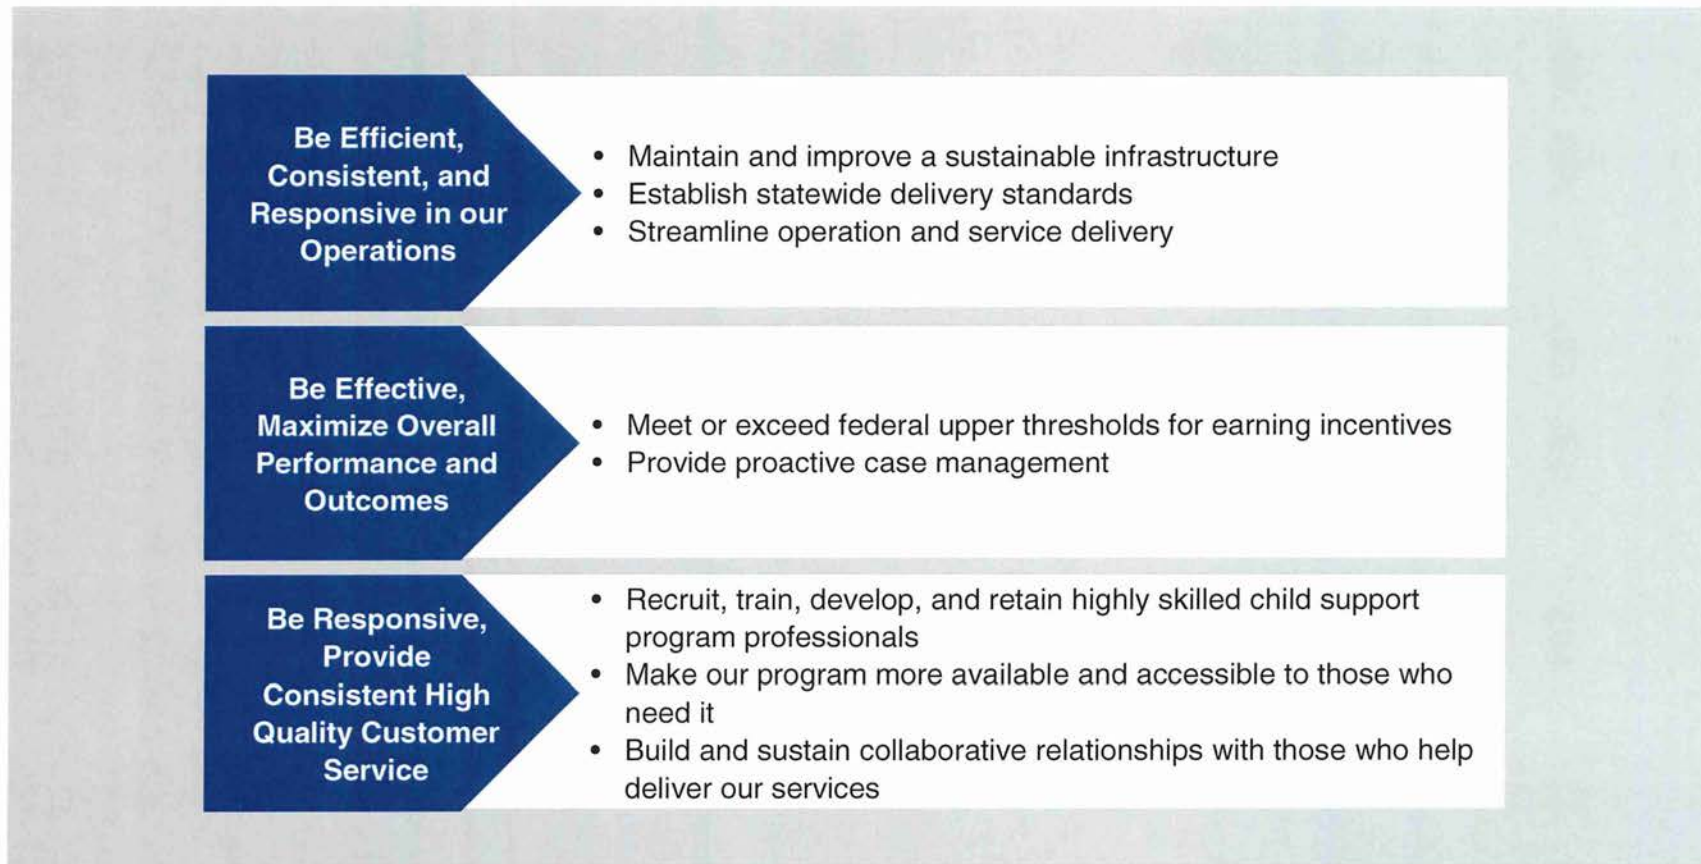 Be Efficient,
Consistent, and
Responsive in our
Operations
• Maintain and improve a sustainable infrastructure
• Establish statewide delivery standards
• Streamline operation and service delivery
Be Effective,
Maximize Overall
Performance and
Outcomes
• Meet or exceed federal upper thresholds for earning incentives
• Provide proactive case management
Be Responsive,
Provide
Consistent High
Quality Customer
Service
• Recruit, train, develop, and retain highly skilled child support
program professionals
• Make our program more available and accessible to those who
need it
• Build and sustain collaborative relationships with those who help
deliver our services